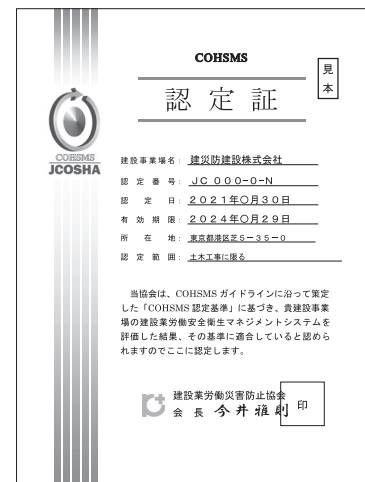 COHSMS
見本
認定証
COHSMS
JCOSHA
建設事業場名： 建災防建設株式会社
認定番号： JC 000-0-N
認定日： 2021年〇月30日
有効期限： 2024年〇月29日
所在地： 東京都港区芝5-35-0
認定範囲： 土木工事に限る
当協会は、COHSMS ガイドラインに沿って策定
した「COHSMS 認定基準」に基づき、貴建設事業
場の建設業労働安全衛生マネジメントシステムを
評価した結果、その基準に適合していると認めら
れますのでここに認定します。
建設業労働災害防止協会
会長 今井雅則
印